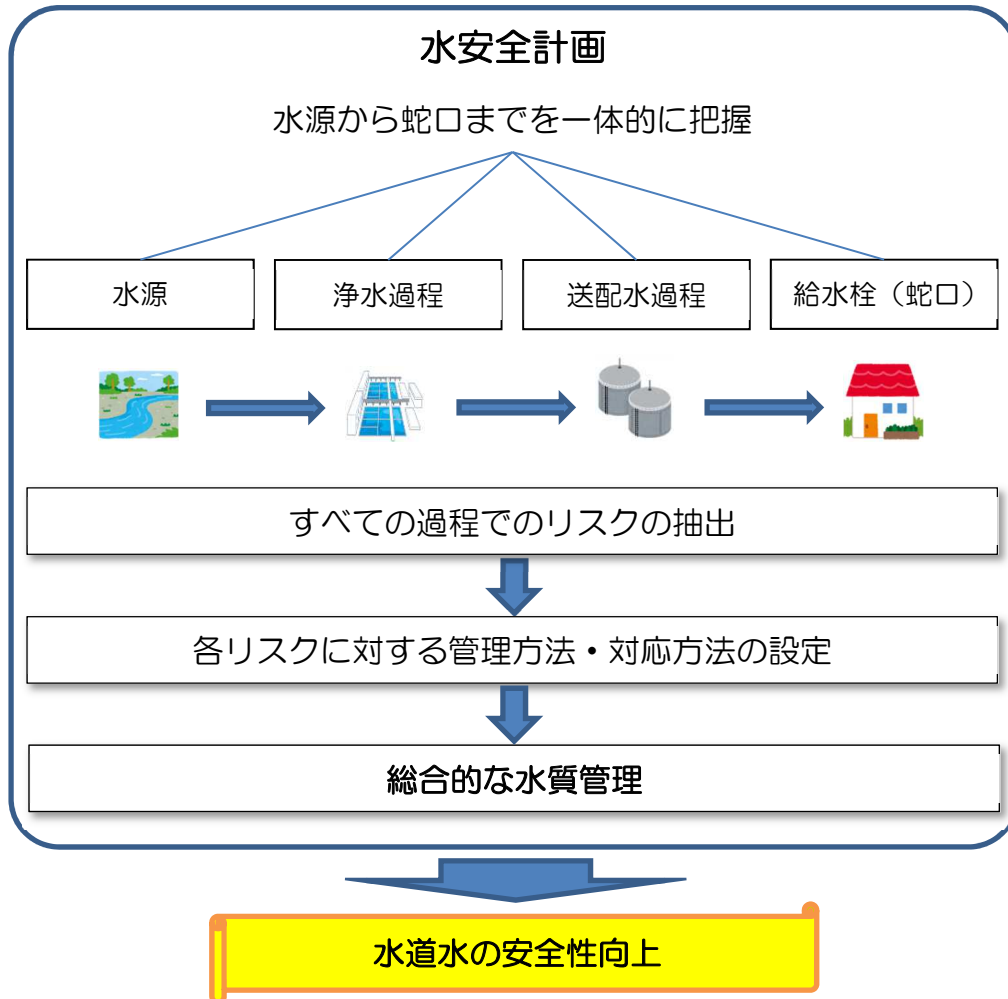 水安全計画
水源から蛇口までを一体的に把握
水源
浄水過程
送配水過程
給水栓（蛇口）
すべての過程でのリスクの抽出
各リスクに対する管理方法・対応方法の設定
総合的な水質管理
水道水の安全性向上